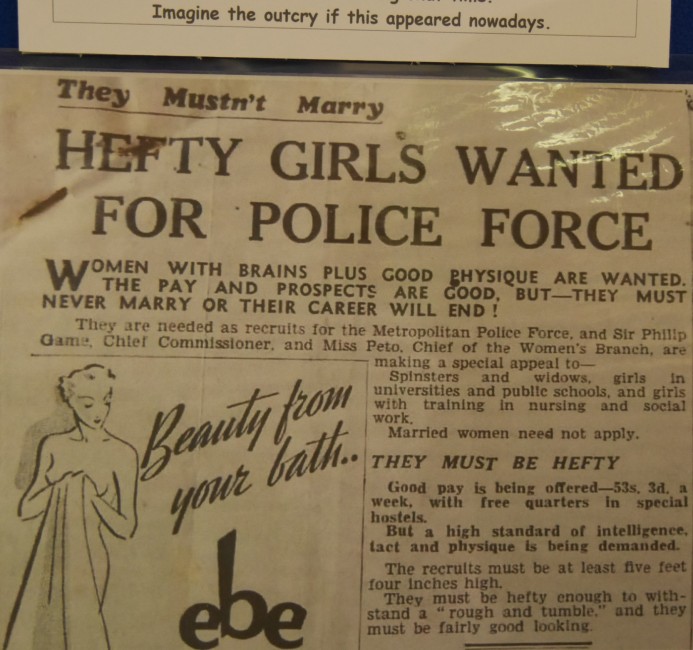 Imagine the outcry if this appeared nowadays.
They Mustn't Marry
HEFTY GIRLS WANTED
FOR POLICE FORCE
WOMEN WITH BRAINS PLUS GOOD PHYSIQUE ARE WANTED.
THE PAY AND PROSPECTS ARE GOOD, BUT—THEY MUST
NEVER MARRY OR THEIR CAREER WILL END!
They are needed as recruits for the Metropolitan Police Force, and Sir Philip
Game, Chief Commissioner, and Miss Peto, Chief of the Women's Branch, are
making a special appeal to—
Spinsters and widows, girls in
universities and public schools, and girls
with training in nursing and social
work.
Married women need not apply.
THEY MUST BE HEFTY
Good pay is being offered—53s. 3d. a
week, with free quarters in special
hostels.
But a high standard of intelligence,
tact and physique is being demanded.
The recruits must be at least five feet
four inches high.
They must be hefty enough to with-
stand a "rough and tumble," and they
must be fairly good looking.
Beauty from
your bath..
ebe